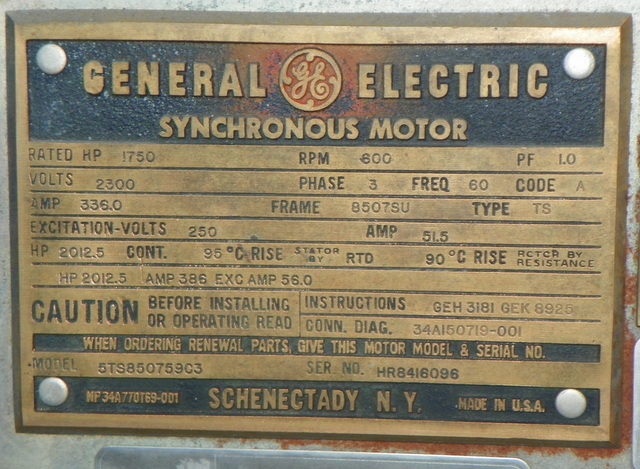 GENERAL GE ELECTRIC
SYNCHRONOUS MOTOR
RATED HP 1750 RPM 600 PF 1.0
VOLTS 2300 PHASE 3 FREQ 60 CODE A
AMP 336.0 FRAME 8507SU TYPE TS
EXCITATION-VOLTS 250 AMP 51.5
HP 2012.5 CONT. 95 °C RISE STATOR BY RTD 90 °C RISE ROTOR BY RESISTANCE
HP 2012.5 AMP 386 EXC AMP 56.0
CAUTION BEFORE INSTALLING OR OPERATING READ
INSTRUCTIONS GEH 3181 GEK 8925
CONN. DIAG. 34A150719-001
WHEN ORDERING RENEWAL PARTS, GIVE THIS MOTOR MODEL & SERIAL NO.
MODEL 5TS850759C3 SER. NO. HR8416096
NP 34A770169-001 SCHENECTADY N.Y. MADE IN U.S.A.